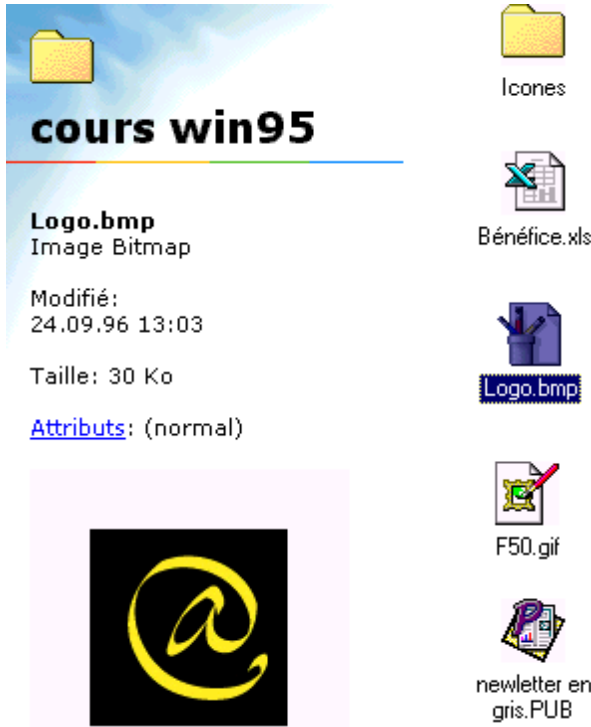 cours win95
Logo.bmp
Image Bitmap
Modifié:
24.09.96 13:03
Taille: 30 Ko
Attributs: (normal)
@
Icones
Bénéfice.xls
Logo.bmp
F50.gif
newletter en
gris.PUB